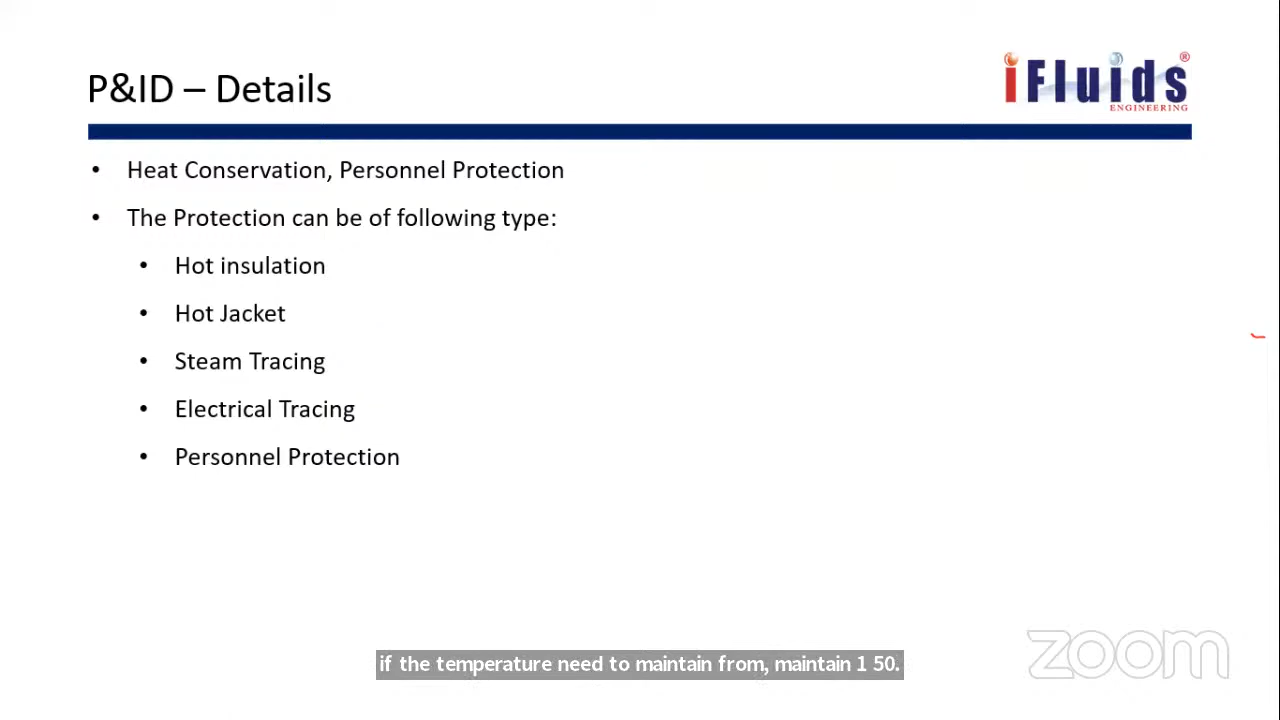 P&ID – Details
iFluids®
ENGINEERING
• Heat Conservation, Personnel Protection
• The Protection can be of following type:
• Hot insulation
• Hot Jacket
• Steam Tracing
• Electrical Tracing
• Personnel Protection
if the temperature need to maintain from, maintain 1 50.
zoom